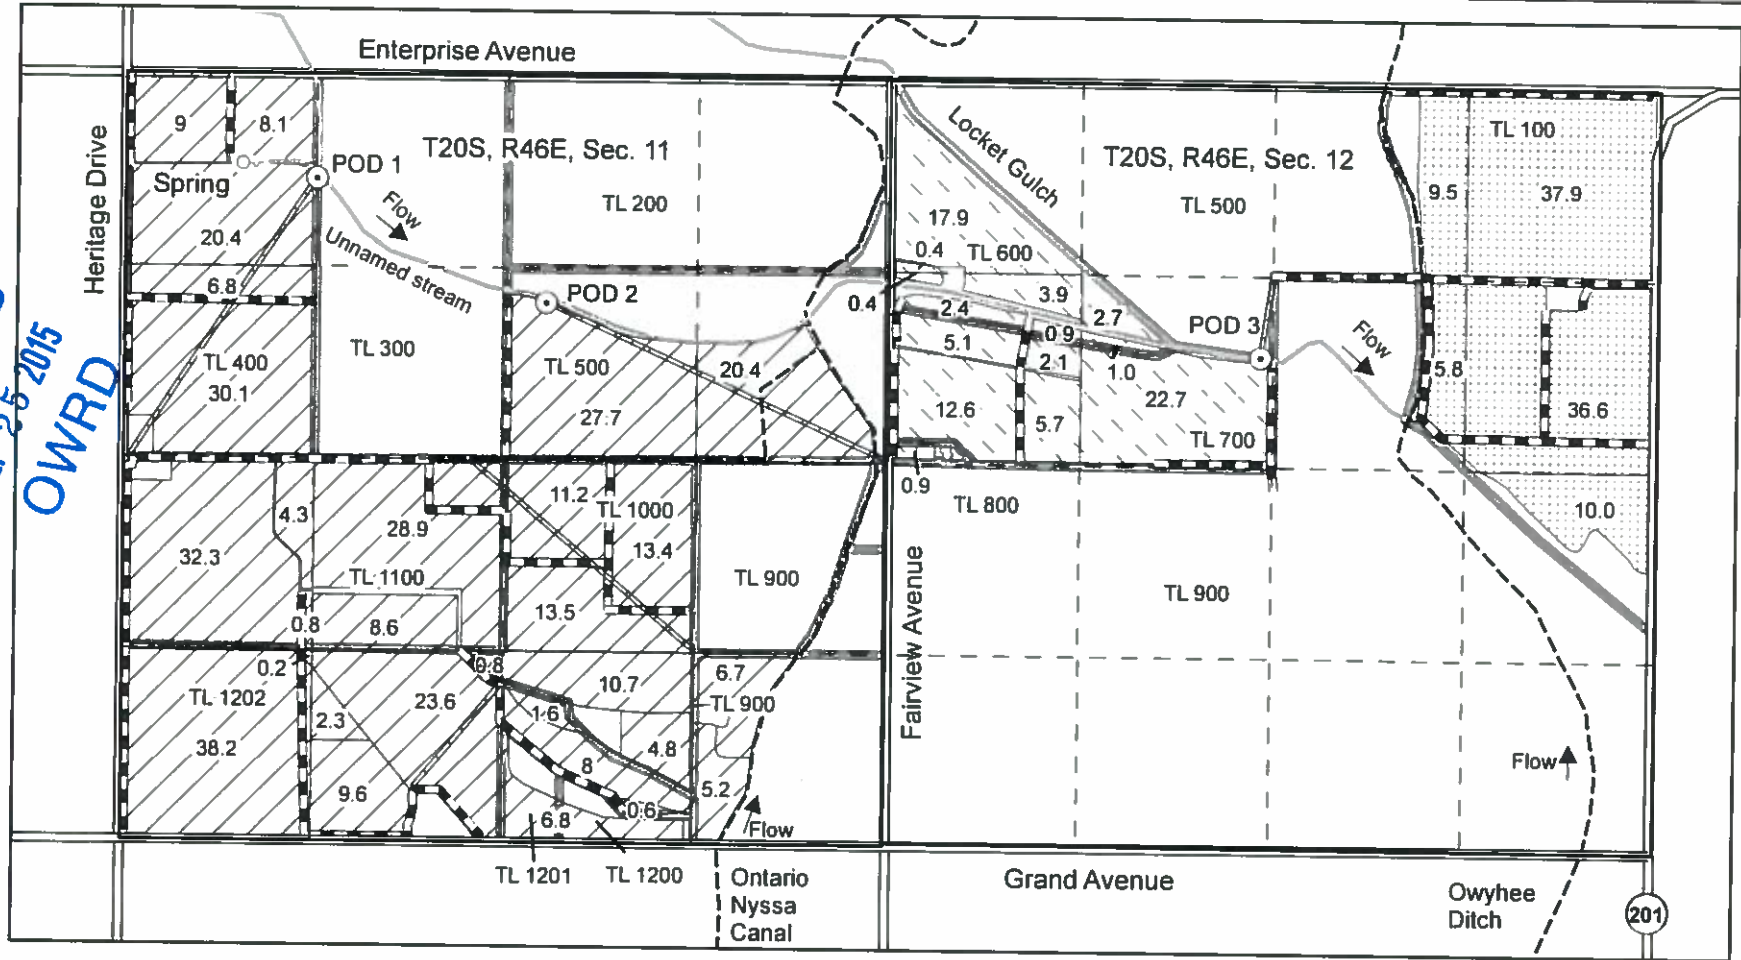 Enterprise Avenue
Heritage Drive
9
8.1
POD 1
Spring
20.4
6.8
Flow
Unnamed stream
T20S, R46E, Sec. 11
TL 200
POD 2
TL 300
TL 400
30.1
TL 500
20.4
27.7
0.4
Locket Gulch
T20S, R46E, Sec. 12
TL 500
TL 100
9.5
37.9
17.9
0.4
TL 600
3.9
2.4
2.7
0.9
5.1
2.1
1.0
POD 3
Flow
5.8
36.6
12.6
5.7
22.7
TL 700
0.9
TL 800
10.0
25 2015
OWRD
4.3
28.9
11.2
TL 1000
13.4
32.3
TL 1100
TL 900
13.5
0.8
8.6
Fairview Avenue
TL 900
0.2
0.8
10.7
6.7
TL 1202
23.6
TL 900
2.3
1.6
38.2
4.8
8
9.6
5.2
0.6
6.8
Flow
Flow
TL 1201
TL 1200
Ontario
Nyssa
Canal
Grand Avenue
Owyhee
Ditch
201